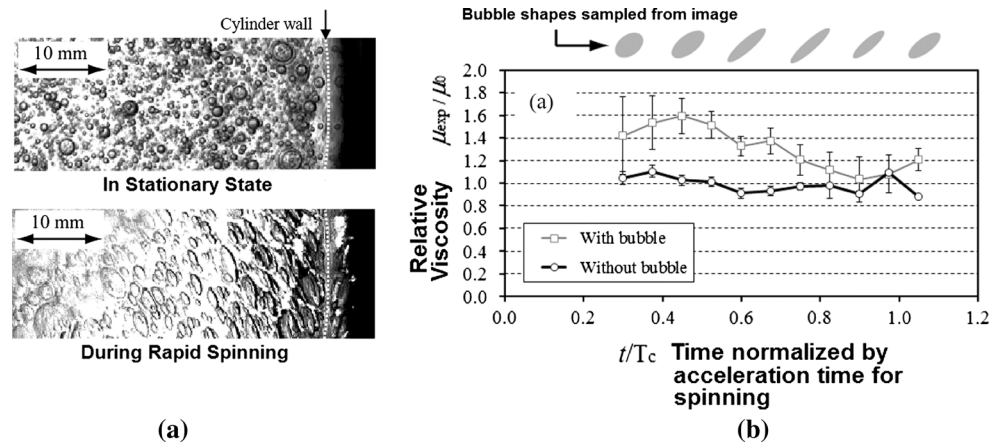 Cylinder wall
10 mm
In Stationary State
10 mm
During Rapid Spinning
(a)
Bubble shapes sampled from image
(a)
Relative
Viscosity
μexp / μ0
2.0
1.8
1.6
1.4
1.2
1.0
0.8
0.6
0.4
0.2
0.0
With bubble
Without bubble
0.0 0.2 0.4 0.6 0.8 1.0 1.2
t/Tc Time normalized by
acceleration time for
spinning
(b)